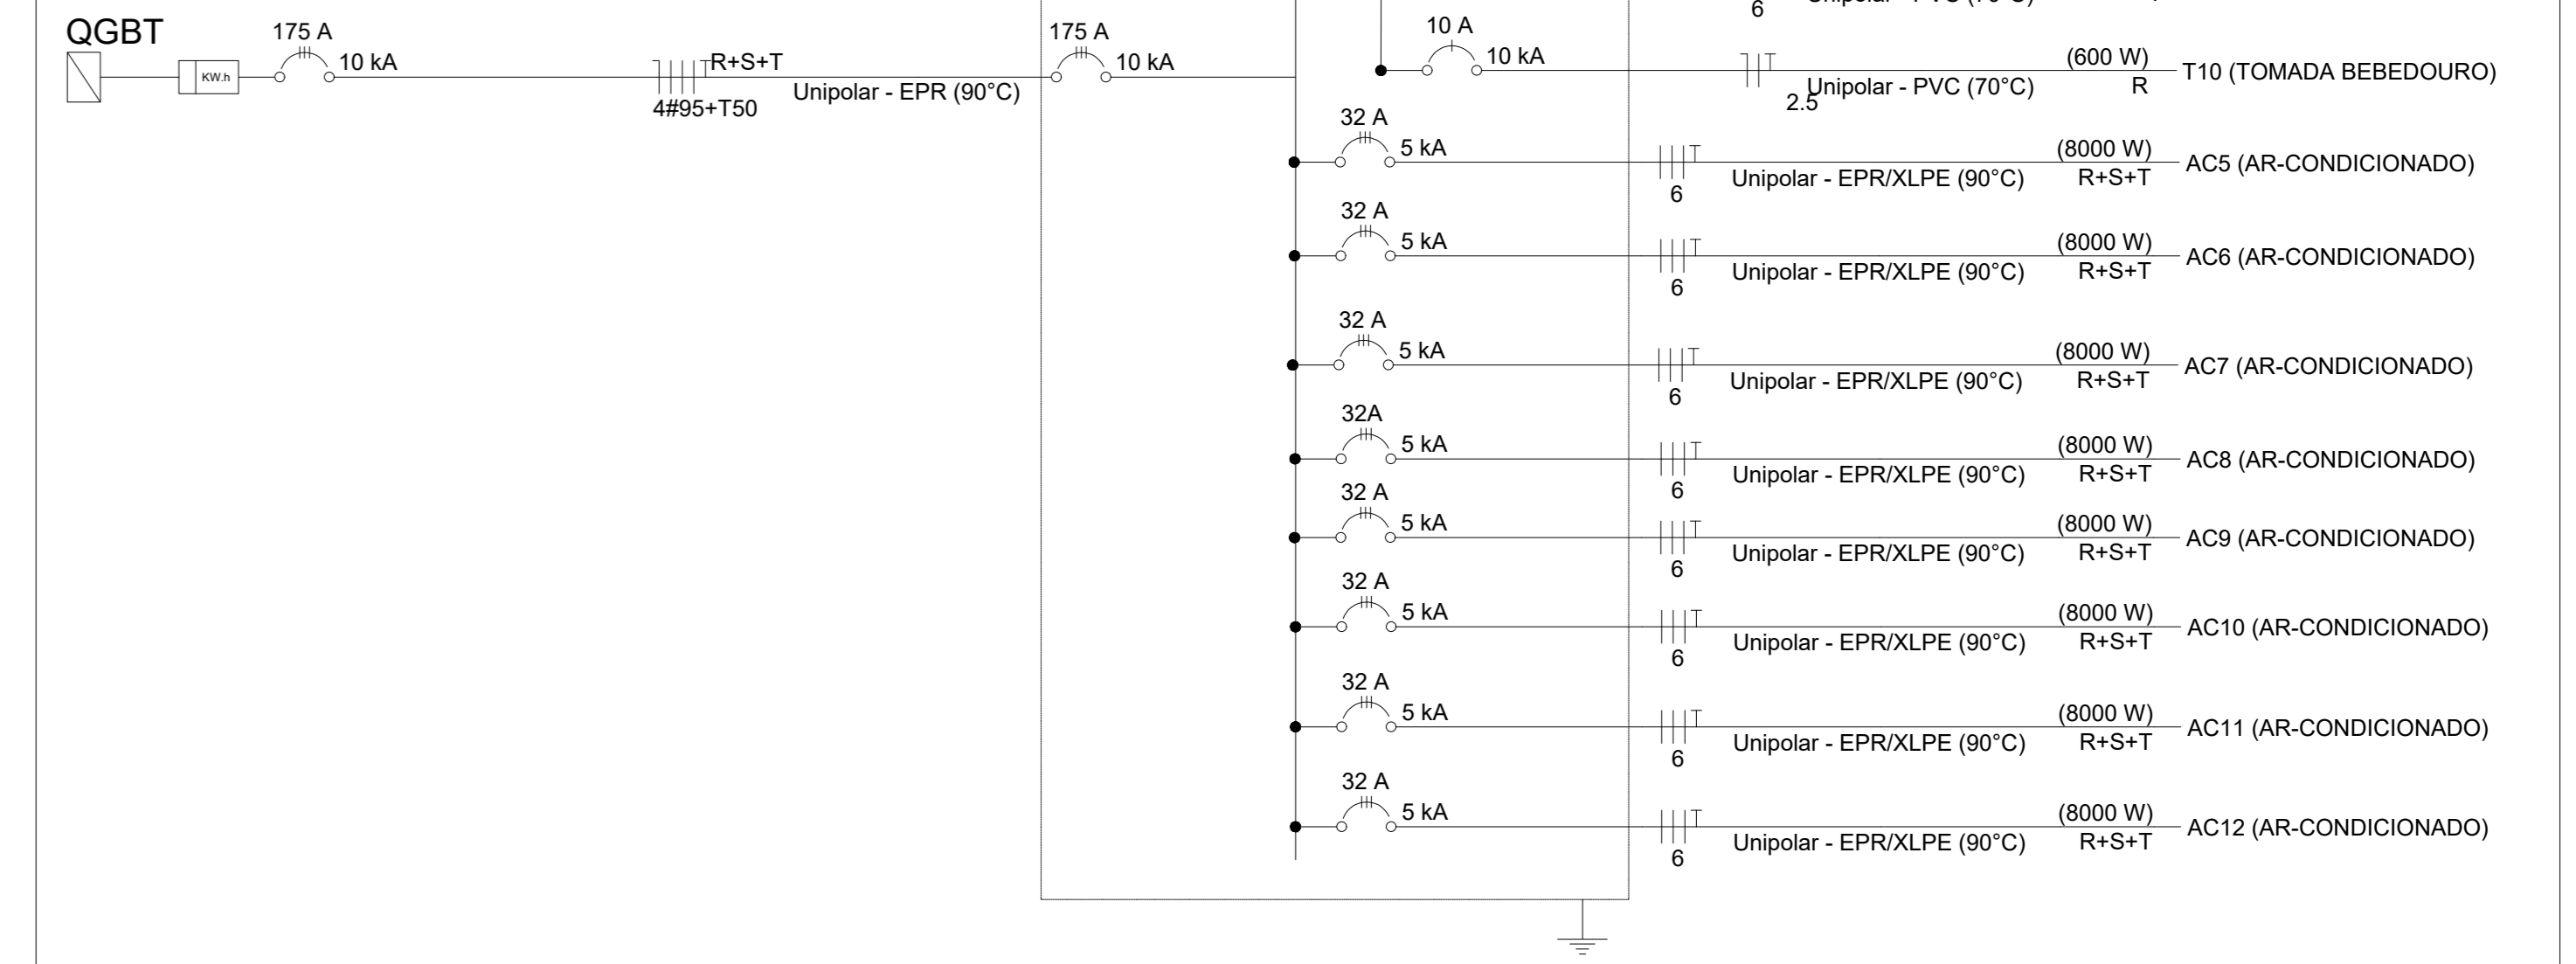 6
QGBT
175 A
10 kA
KW.h
R+S+T
4#95+T50
Unipolar - EPR (90°C)
175 A
10 kA
10 A
10 kA
2.5
Unipolar - PVC (70°C)
(600 W)
R
T10 (TOMADA BEBEDOURO)
32 A
5 kA
6
Unipolar - EPR/XLPE (90°C)
(8000 W)
R+S+T
AC5 (AR-CONDICIONADO)
32 A
5 kA
6
Unipolar - EPR/XLPE (90°C)
(8000 W)
R+S+T
AC6 (AR-CONDICIONADO)
32 A
5 kA
6
Unipolar - EPR/XLPE (90°C)
(8000 W)
R+S+T
AC7 (AR-CONDICIONADO)
32A
5 kA
6
Unipolar - EPR/XLPE (90°C)
(8000 W)
R+S+T
AC8 (AR-CONDICIONADO)
32 A
5 kA
6
Unipolar - EPR/XLPE (90°C)
(8000 W)
R+S+T
AC9 (AR-CONDICIONADO)
32 A
5 kA
6
Unipolar - EPR/XLPE (90°C)
(8000 W)
R+S+T
AC10 (AR-CONDICIONADO)
32 A
5 kA
6
Unipolar - EPR/XLPE (90°C)
(8000 W)
R+S+T
AC11 (AR-CONDICIONADO)
32 A
5 kA
6
Unipolar - EPR/XLPE (90°C)
(8000 W)
R+S+T
AC12 (AR-CONDICIONADO)